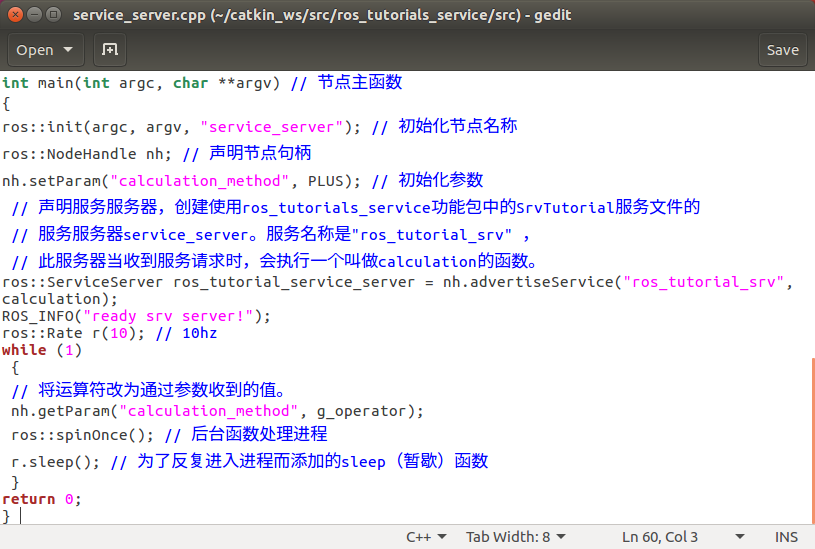 service_server.cpp (~/catkin_ws/src/ros_tutorials_service/src) - gedit
Open Save
int main(int argc, char **argv) // 节点主函数
{
ros::init(argc, argv, "service_server"); // 初始化节点名称
ros::NodeHandle nh; // 声明节点句柄
nh.setParam("calculation_method", PLUS); // 初始化参数
// 声明服务服务器，创建使用ros_tutorials_service功能包中的SrvTutorial服务文件的
// 服务服务器service_server。服务名称是"ros_tutorial_srv" ，
// 此服务器当收到服务请求时，会执行一个叫做calculation的函数。
ros::ServiceServer ros_tutorial_service_server = nh.advertiseService("ros_tutorial_srv",
calculation);
ROS_INFO("ready srv server!");
ros::Rate r(10); // 10hz
while (1)
{
// 将运算符改为通过参数收到的值。
nh.getParam("calculation_method", g_operator);
ros::spinOnce(); // 后台函数处理进程
r.sleep(); // 为了反复进入进程而添加的sleep（暂歇）函数
}
return 0;
}
C++ Tab Width: 8 Ln 60, Col 3 INS